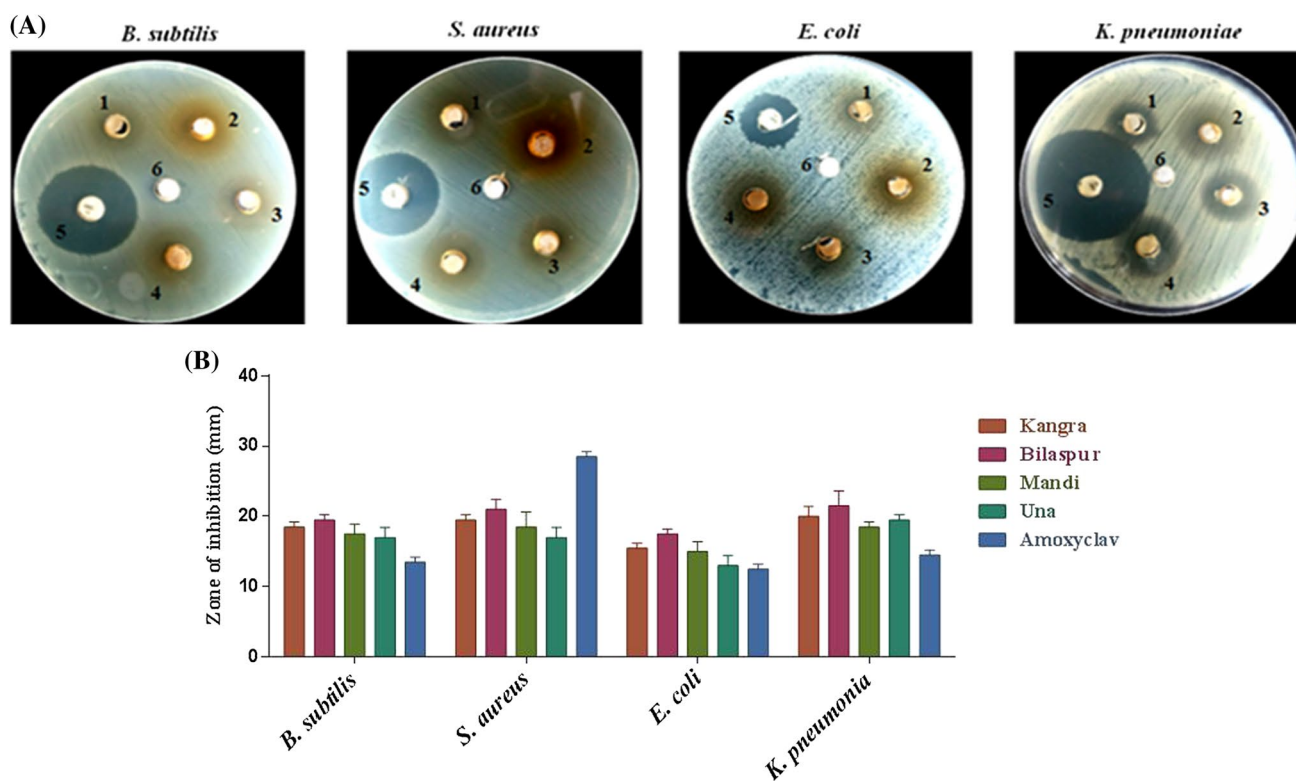 (A)
B. subtilis
S. aureus
E. coli
K. pneumoniae
1
2
3
4
5
6
1
2
3
4
5
6
1
2
3
4
5
6
1
2
3
4
5
6
(B)
Zone of inhibition (mm)
40
30
20
10
0
B. subtilis
S. aureus
E. coli
K. pneumonia
Kangra
Bilaspur
Mandi
Una
Amoxyclav